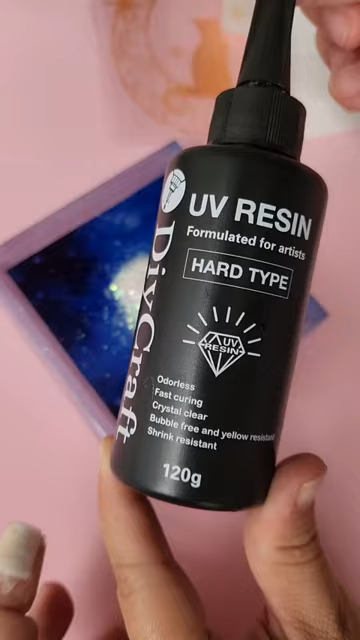 DiyCraft
UV RESIN
Formulated for artists
HARD TYPE
UV
RESIN
Odorless
Fast curing
Crystal clear
Bubble free and yellow resistant
Shrink resistant
120g